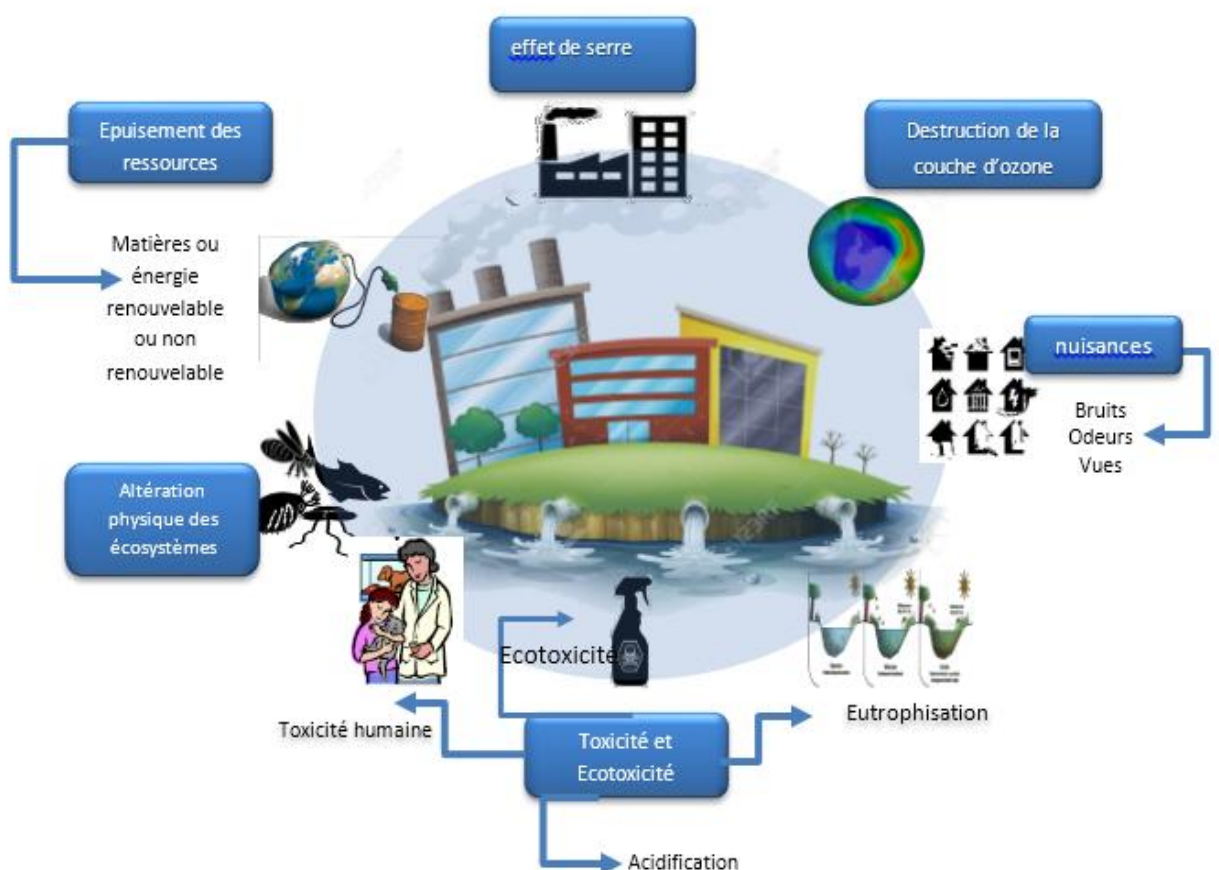 effet de serre
Epuisement des
ressources
Destruction de la
couche d’ozone
Matières ou
énergie
renouvelable
ou non
renouvelable
nuisances
Bruits
Odeurs
Vues
Altération
physique des
écosystèmes
Ecotoxicité
Eutrophisation
Toxicité humaine
Toxicité et
Ecotoxicité
Acidification